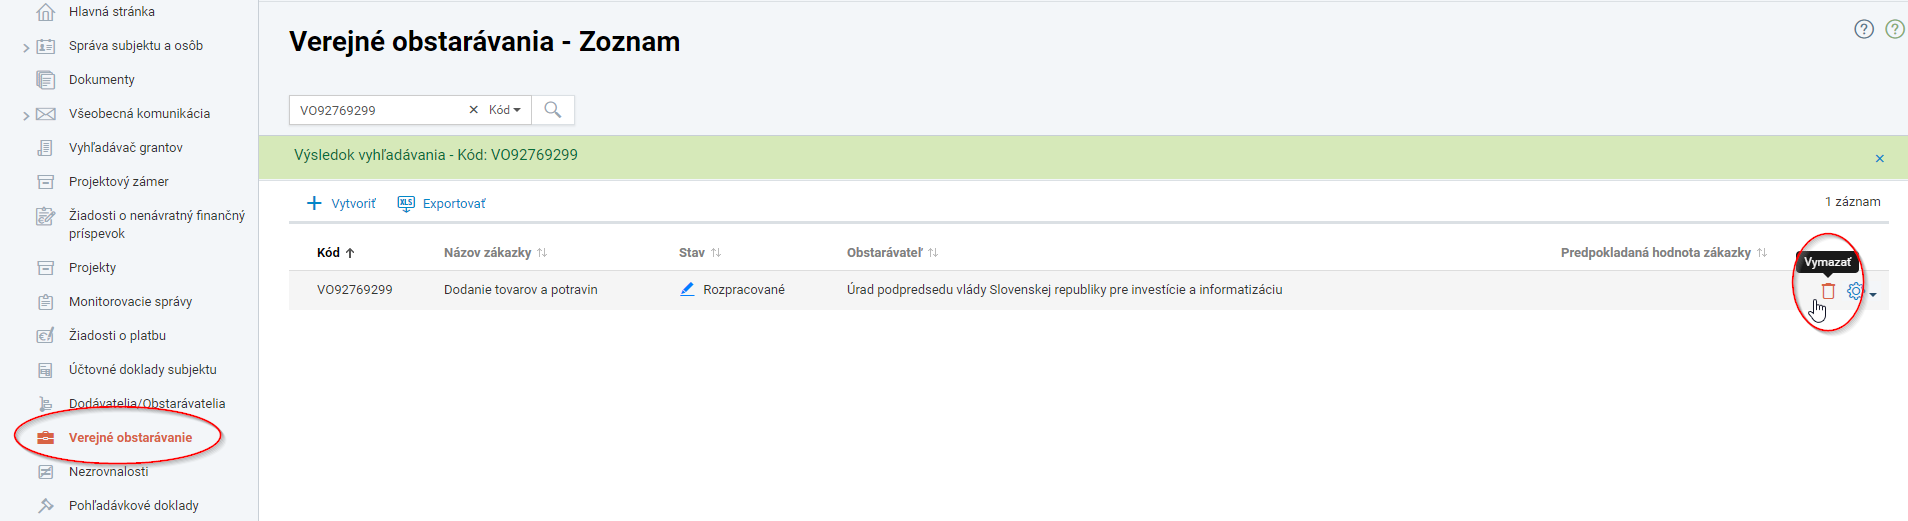 Hlavná stránka
Správa subjektu a osôb
Dokumenty
Všeobecná komunikácia
Vyhľadávač grantov
Projektový zámer
Žiadosti o nenávratný finančný
príspevok
Projekty
Monitorovacie správy
Žiadosti o platbu
Účtovné doklady subjektu
Dodávatelia/Obstarávatelia
Verejné obstarávanie
Nezrovnalosti
Pohľadávkové doklady
Verejné obstarávania - Zoznam
VO92769299 Kód
Výsledok vyhľadávania - Kód: VO92769299
Vytvoriť XLS Exportovať 1 záznam
Kód Názov zákazky Stav Obstarávateľ Predpokladaná hodnota zákazky
Vymazať
VO92769299 Dodanie tovarov a potravin Rozpracované Úrad podpredsedu vlády Slovenskej republiky pre investície a informatizáciu